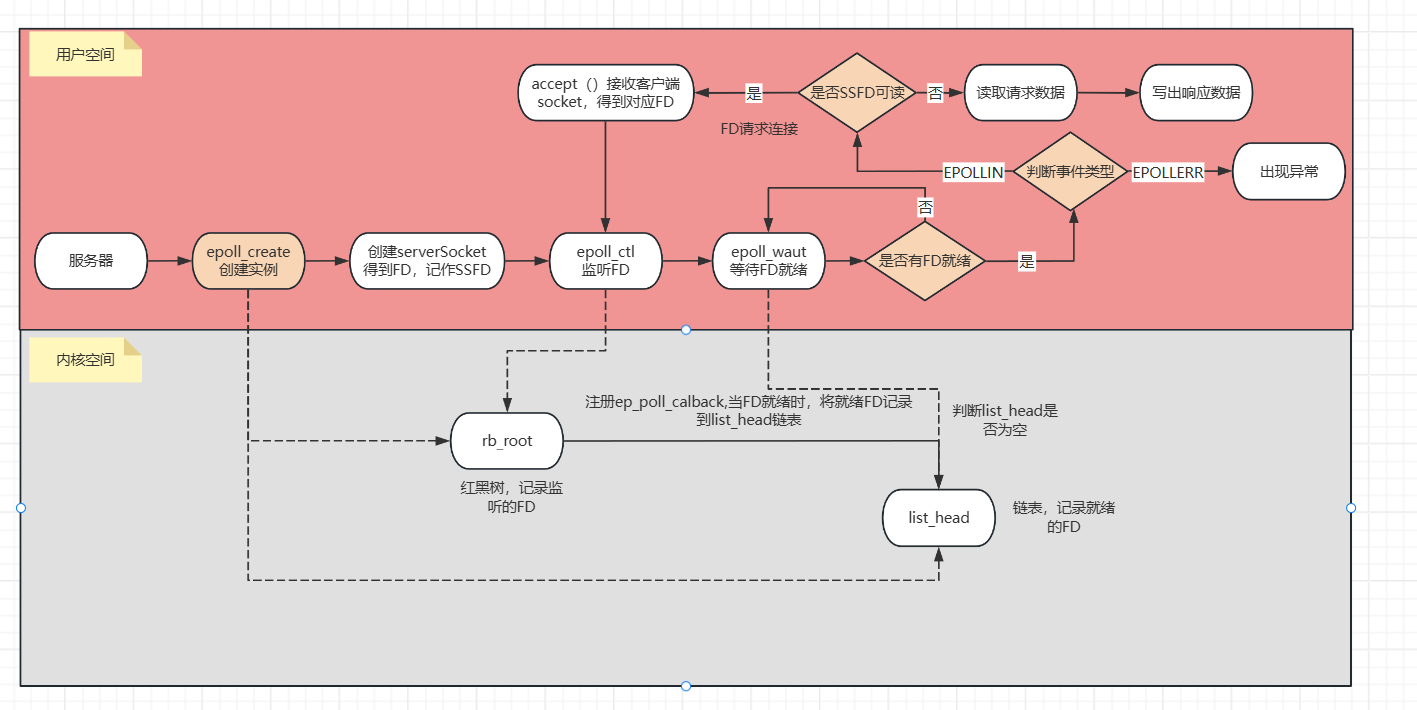 用户空间
accept（）接收客户端
socket，得到对应FD
是
是否SSFD可读
否
读取请求数据
写出响应数据
FD请求连接
EPOLLIN
判断事件类型
EPOLLERR
出现异常
否
服务器
epoll_create
创建实例
创建serverSocket
得到FD，记作SSFD
epoll_ctl
监听FD
epoll_waut
等待FD就绪
是否有FD就绪
是
内核空间
注册ep_poll_calback,当FD就绪时，将就绪FD记录
到list_head链表
判断list_head是
否为空
rb_root
红黑树，记录监
听的FD
list_head
链表，记录就绪
的FD